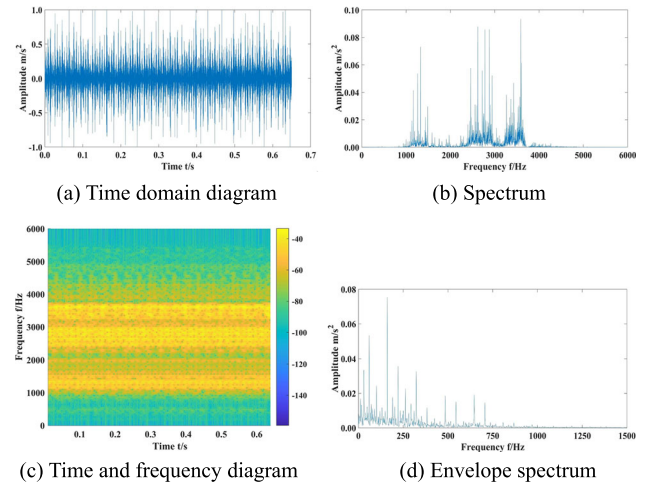 1.0
0.5
0.0
-0.5
-1.0
Amplitude m/s²
0.0 0.1 0.2 0.3 0.4 0.5 0.6 0.7
Time t/s
(a) Time domain diagram
0.10
0.08
0.06
0.04
0.02
0.00
Amplitude m/s²
0 1000 2000 3000 4000 5000 6000
Frequency f/Hz
(b) Spectrum
6000
5000
4000
3000
2000
1000
0
Frequency f/Hz
0.1 0.2 0.3 0.4 0.5 0.6
Time t/s
-40
-60
-80
-100
-120
-140
(c) Time and frequency diagram
0.08
0.06
0.04
0.02
0.00
Amplitude m/s²
0 250 500 750 1000 1250 1500
Frequency f/Hz
(d) Envelope spectrum